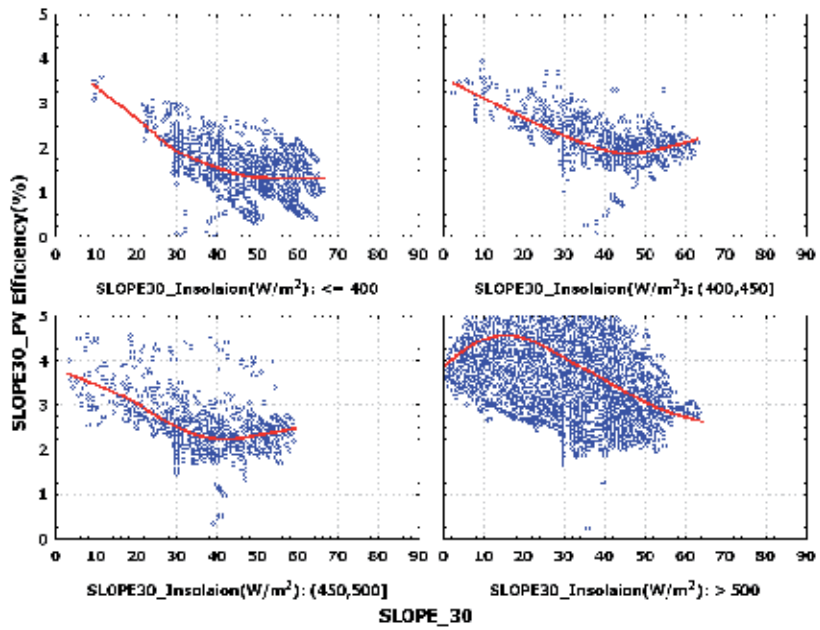 5
4
3
2
1
0
0 10 20 30 40 50 60 70 80 90
0 10 20 30 40 50 60 70 80 90
SLOPE30_Insolaion(W/m²): <= 400
SLOPE30_Insolaion(W/m²): (400,450]
SLOPE30_PV Efficiency(%)
5
4
3
2
1
0
0 10 20 30 40 50 60 70 80 90
0 10 20 30 40 50 60 70 80 90
SLOPE30_Insolaion(W/m²): (450,500]
SLOPE30_Insolaion(W/m²): > 500
SLOPE_30